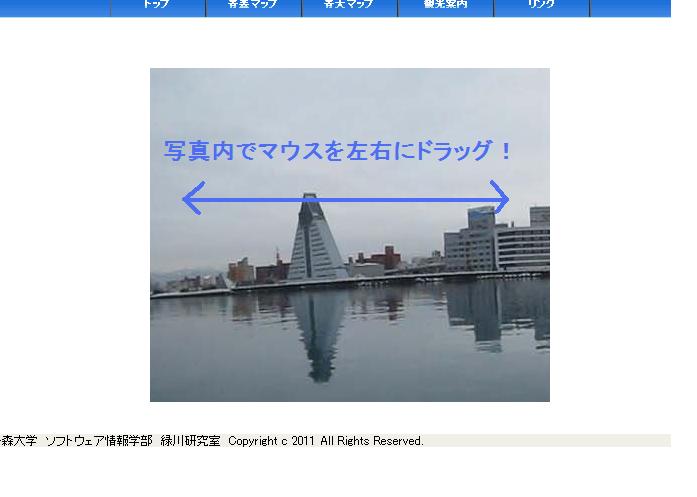 トップ 青森マップ 青大マップ 観光案内 リンク
写真内でマウスを左右にドラッグ！
森大学 ソフトウェア情報学部 緑川研究室 Copyright c 2011 All Rights Reserved.